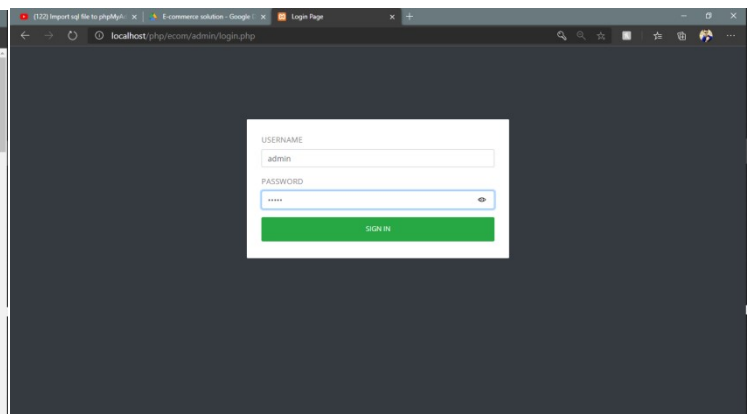 (122) Import sql file to phpMyAd
E-commerce solution - Google D
Login Page
localhost/php/ecom/admin/login.php
USERNAME
admin
PASSWORD
•••••
SIGN IN